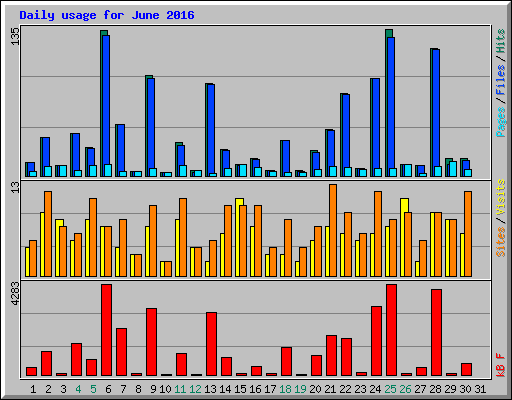 Daily usage for June 2016
135
Pages / Files / Hits
13
Sites / Visits
4283
kB F
1 2 3 4 5 6 7 8 9 10 11 12 13 14 15 16 17 18 19 20 21 22 23 24 25 26 27 28 29 30 31